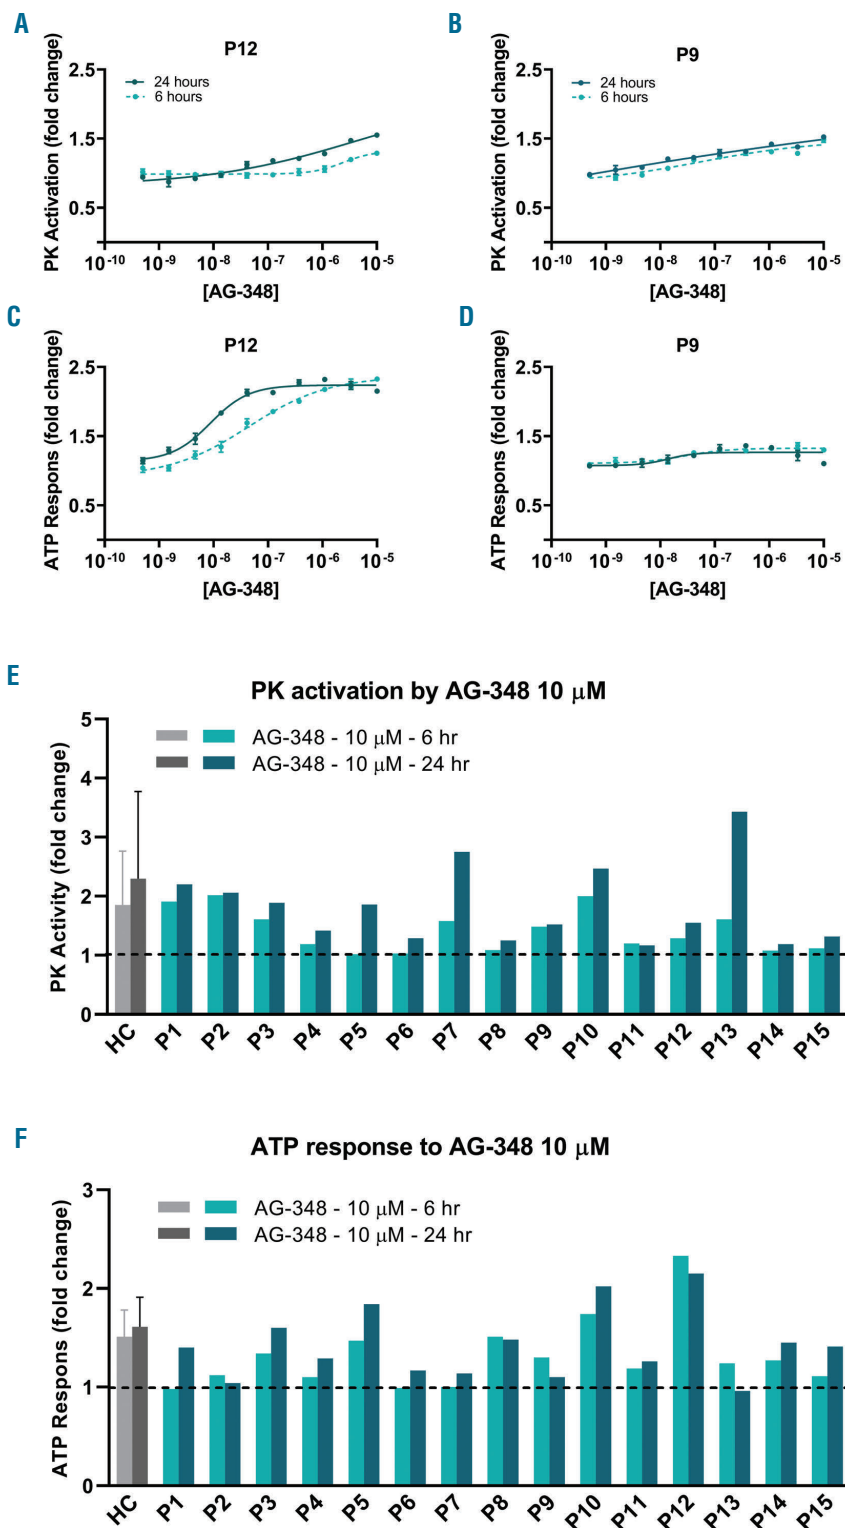 A
P12
PK Activation (fold change)
2.5
1.5
0.5
24 hours
6 hours
10-10 10-9 10-8 10-7 10-6 10-5
[AG-348]
B
P9
PK Activation (fold change)
2.5
1.5
0.5
24 hours
6 hours
10-10 10-9 10-8 10-7 10-6 10-5
[AG-348]
C
P12
ATP Respons (fold change)
2.5
1.5
0.5
10-10 10-9 10-8 10-7 10-6 10-5
[AG-348]
D
P9
ATP Respons (fold change)
2.5
1.5
0.5
10-10 10-9 10-8 10-7 10-6 10-5
[AG-348]
E
PK activation by AG-348 10 μM
PK Activity (fold change)
5
4
3
2
1
0
AG-348 - 10 μM - 6 hr
AG-348 - 10 μM - 24 hr
HC P1 P2 P3 P4 P5 P6 P7 P8 P9 P10 P11 P12 P13 P14 P15
F
ATP response to AG-348 10 μM
ATP Respons (fold change)
3
2
1
0
AG-348 - 10 μM - 6 hr
AG-348 - 10 μM - 24 hr
HC P1 P2 P3 P4 P5 P6 P7 P8 P9 P10 P11 P12 P13 P14 P15